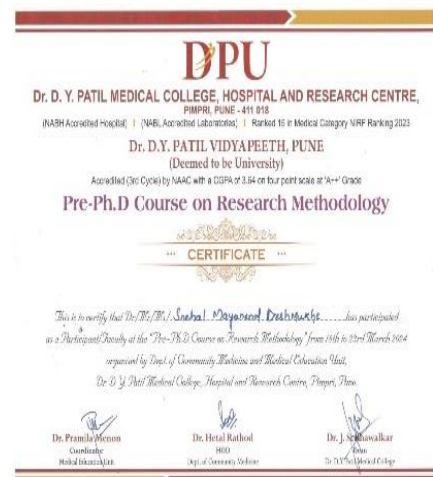 DPU
Dr. D. Y. PATIL MEDICAL COLLEGE, HOSPITAL AND RESEARCH CENTRE,
PIMPRI, PUNE - 411 018
(NABH Accredited Hospital) | (NABL Accredited Laboratories) | Ranked 15 in Medical Category NIRF Ranking 2023
Dr. D.Y. PATIL VIDYAPEETH, PUNE
(Deemed to be University)
Accredited (3rd Cycle) by NAAC with a CGPA of 3.64 on four point scale at 'A++' Grade
Pre-Ph.D Course on Research Methodology
CERTIFICATE
This is to certify that Dr./Mr./Ms./ Snehal Mayanand Deshmukhe has participated
as a Participant/Faculty at the "Pre-Ph.D Course on Research Methodology" from to 23rd March 2024
organised by Dept. of Community Medicine and Medical Education Unit,
Dr. D. Y. Patil Medical College, Hospital and Research Centre, Pimpri, Pune.
Dr. Pramila Menon Dr. Hetal Rathod Dr. J.
Coordinator HOD Dean
Medical Education Unit Dept. of Community Medicine Dr. D.Y. Patil Medical College